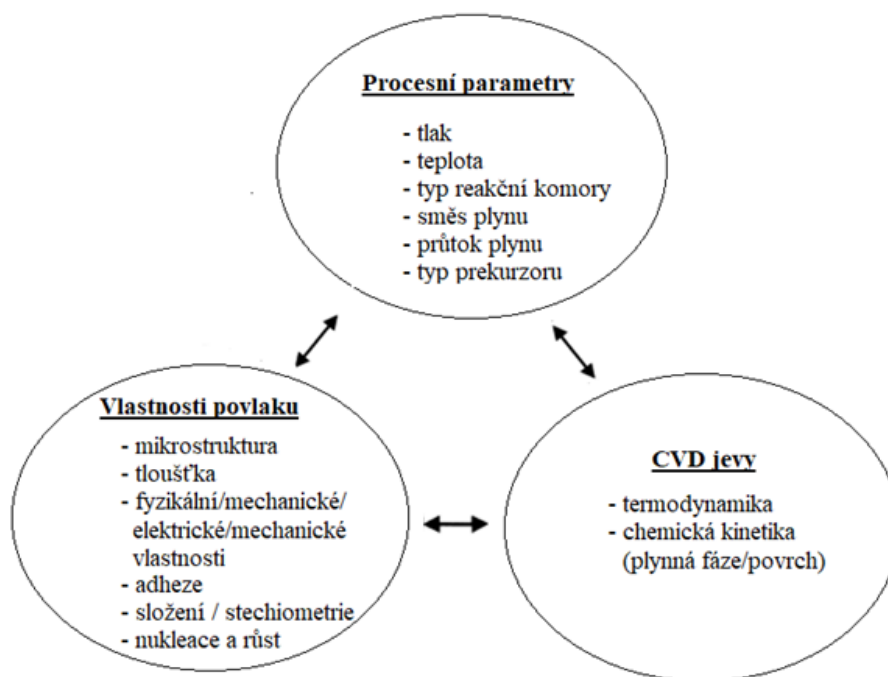 Procesní parametry
- tlak
- teplota
- typ reakční komory
- směs plynu
- průtok plynu
- typ prekurzoru
Vlastnosti povlaku
- mikrostruktura
- tloušťka
- fyzikální/mechanické/
elektrické/mechanické
vlastnosti
- adheze
- složení / stechiometrie
- nukleace a růst
CVD jevy
- termodynamika
- chemická kinetika
(plynná fáze/povrch)